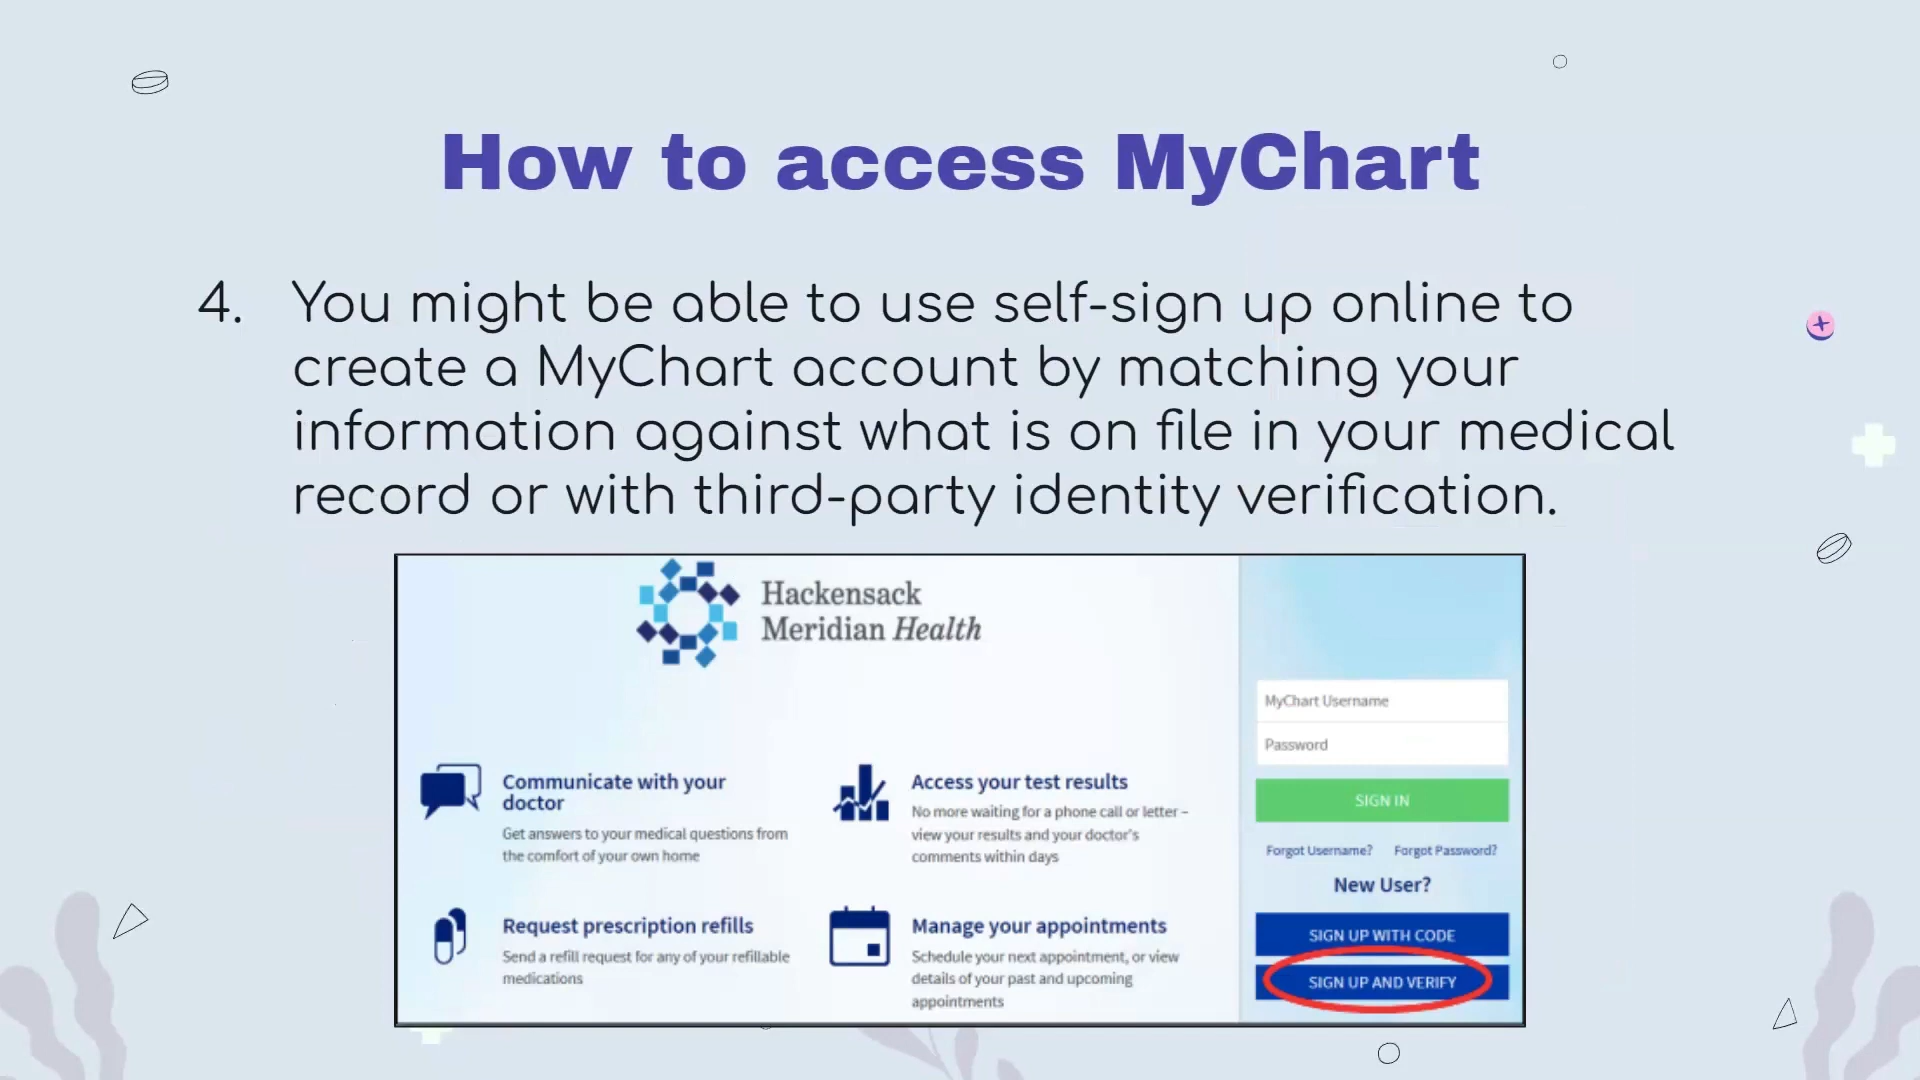 How to access MyChart
4. You might be able to use self-sign up online to
create a MyChart account by matching your
information against what is on file in your medical
record or with third-party identity verification.
Hackensack
Meridian Health
Communicate with your
doctor
Get answers to your medical questions from
the comfort of your own home
Access your test results
No more waiting for a phone call or letter –
view your results and your doctor's
comments within days
Request prescription refills
Send a refill request for any of your refillable
medications
Manage your appointments
Schedule your next appointment, or view
details of your past and upcoming
appointments
MyChart Username
Password
SIGN IN
Forgot Username? Forgot Password?
New User?
SIGN UP WITH CODE
SIGN UP AND VERIFY